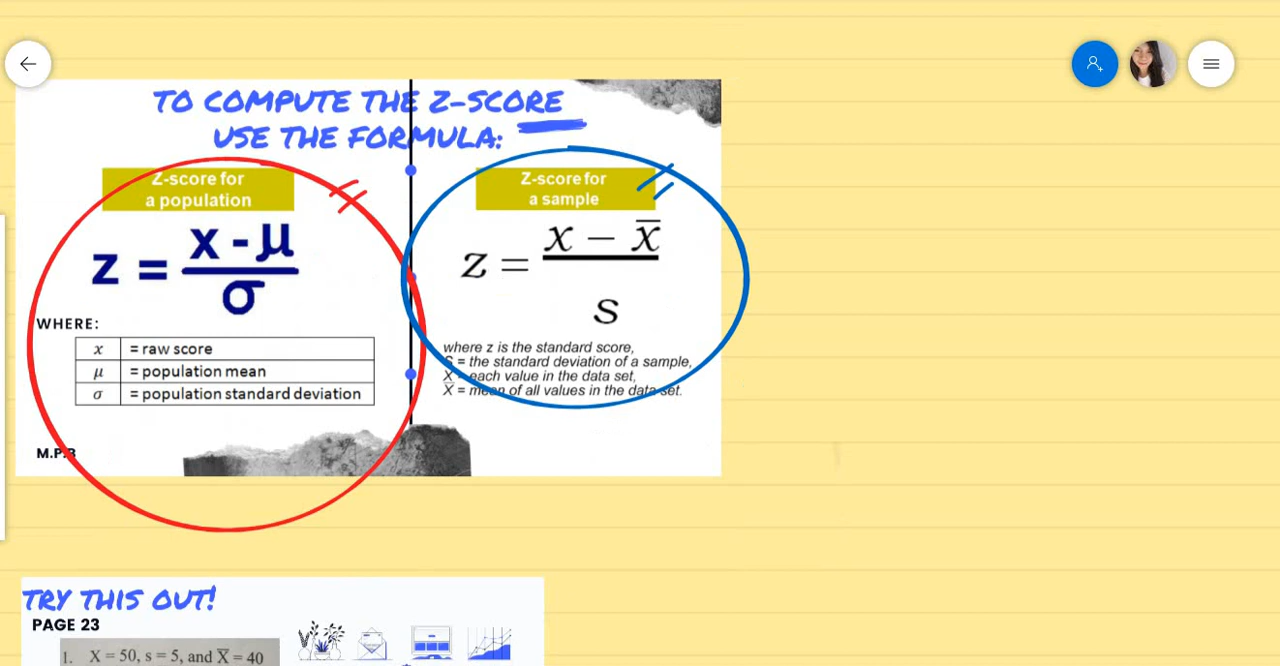 TO COMPUTE THE Z-SCORE
USE THE FORMULA:
Z-score for
a population
z = x - μ
σ
WHERE:
x = raw score
μ = population mean
σ = population standard deviation
M.P.B
Z-score for
a sample
z = x − x̄
s
where z is the standard score,
S = the standard deviation of a sample,
X = each value in the data set,
X̄ = mean of all values in the data set.
TRY THIS OUT!
PAGE 23
1. X = 50, s = 5, and X̄ = 40